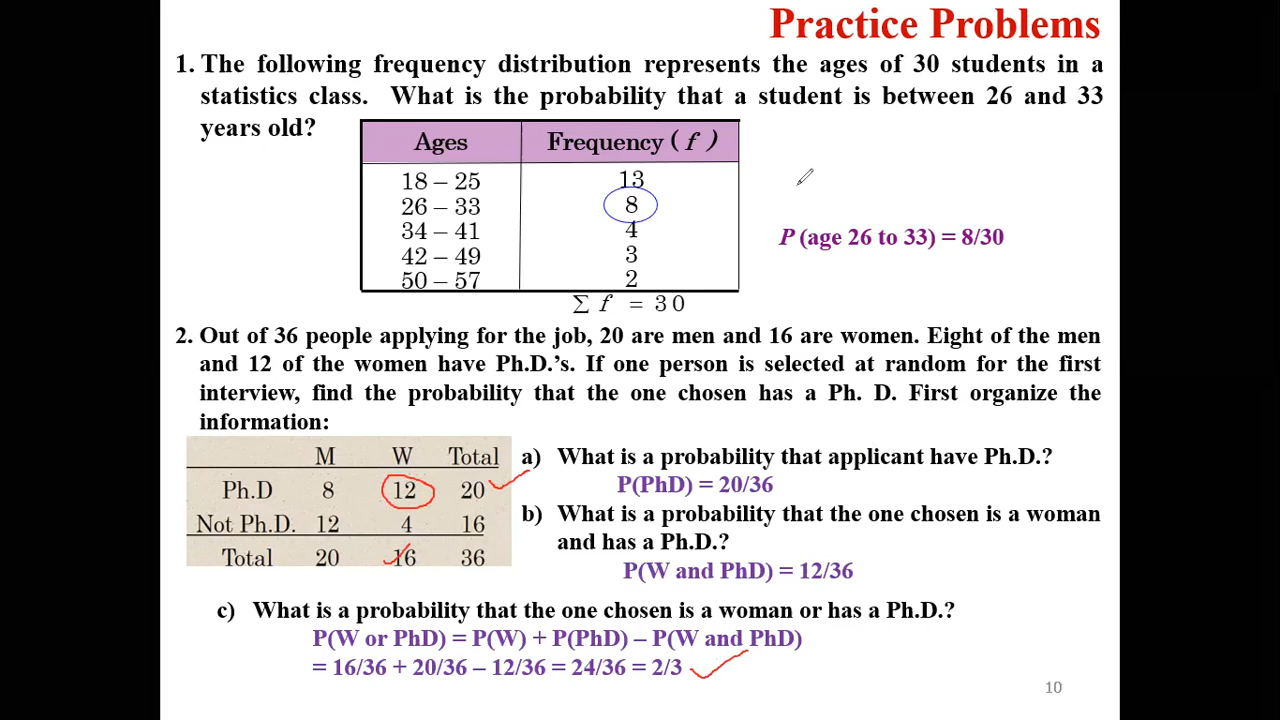 Practice Problems
1. The following frequency distribution represents the ages of 30 students in a
statistics class. What is the probability that a student is between 26 and 33
years old?
Ages Frequency ( f )
18 – 25 13
26 – 33 8
34 – 41 4
42 – 49 3
50 – 57 2
∑ f = 30
P (age 26 to 33) = 8/30
2. Out of 36 people applying for the job, 20 are men and 16 are women. Eight of the men
and 12 of the women have Ph.D.’s. If one person is selected at random for the first
interview, find the probability that the one chosen has a Ph. D. First organize the
information:
M W Total
Ph.D 8 12 20
Not Ph.D. 12 4 16
Total 20 16 36
a) What is a probability that applicant have Ph.D.?
P(PhD) = 20/36
b) What is a probability that the one chosen is a woman
and has a Ph.D.?
P(W and PhD) = 12/36
c) What is a probability that the one chosen is a woman or has a Ph.D.?
P(W or PhD) = P(W) + P(PhD) – P(W and PhD)
= 16/36 + 20/36 – 12/36 = 24/36 = 2/3
10